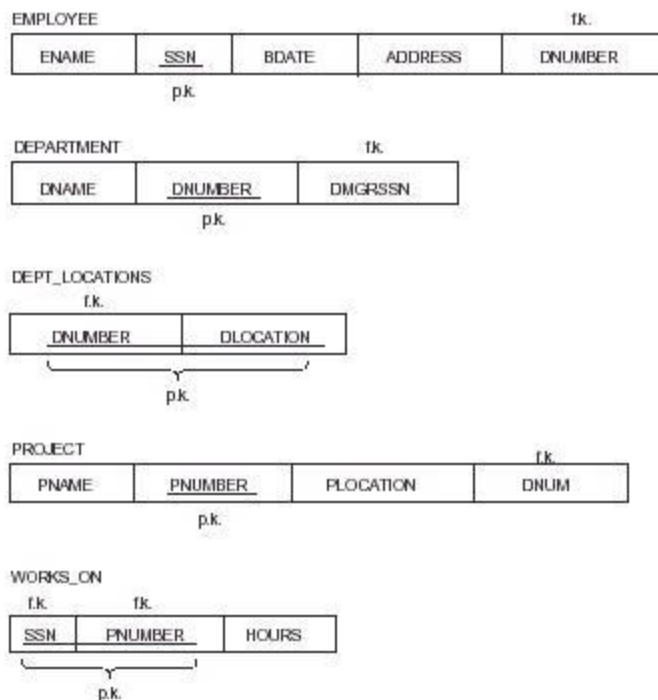 EMPLOYEE f.k.
ENAME SSN BDATE ADDRESS DNUMBER
p.k.
DEPARTMENT f.k.
DNAME DNUMBER DMGRSSN
p.k.
DEPT_LOCATIONS
f.k.
DNUMBER DLOCATION
p.k.
PROJECT f.k.
PNAME PNUMBER PLOCATION DNUM
p.k.
WORKS_ON
f.k. f.k.
SSN PNUMBER HOURS
p.k.